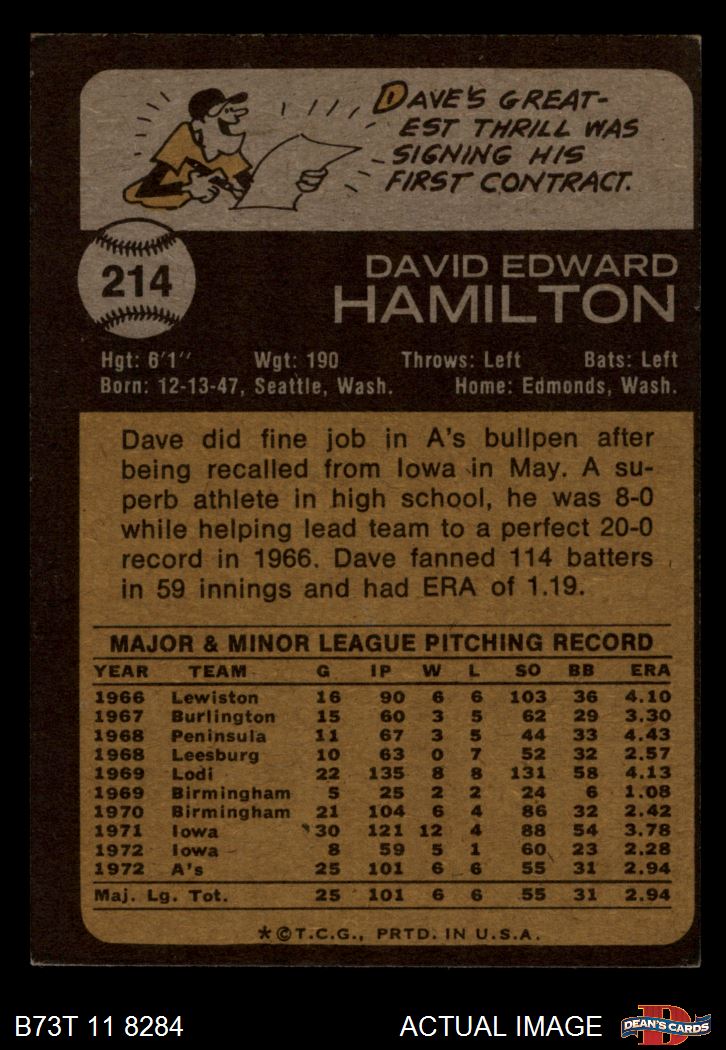 DAVE'S GREAT-
EST THRILL WAS
SIGNING HIS
FIRST CONTRACT.
214
DAVID EDWARD
HAMILTON
Hgt: 6'1" Wgt: 190 Throws: Left Bats: Left
Born: 12-13-47, Seattle, Wash. Home: Edmonds, Wash.
Dave did fine job in A's bullpen after
being recalled from Iowa in May. A su-
perb athlete in high school, he was 8-0
while helping lead team to a perfect 20-0
record in 1966. Dave fanned 114 batters
in 59 innings and had ERA of 1.19.
MAJOR & MINOR LEAGUE PITCHING RECORD
YEAR TEAM G IP W L SO BB ERA
1966 Lewiston 16 90 6 6 103 36 4.10
1967 Burlington 15 60 3 5 62 29 3.30
1968 Peninsula 11 67 3 5 44 33 4.43
1968 Leesburg 10 63 0 7 52 32 2.57
1969 Lodi 22 135 8 8 131 58 4.13
1969 Birmingham 5 25 2 2 24 6 1.08
1970 Birmingham 21 104 6 4 86 32 2.42
1971 Iowa 30 121 12 4 88 54 3.78
1972 Iowa 8 59 5 1 60 23 2.28
1972 A's 25 101 6 6 55 31 2.94
Maj. Lg. Tot. 25 101 6 6 55 31 2.94
*©T.C.G., PRTD. IN U.S.A.
B73T 11 8284 ACTUAL IMAGE D DEAN'S CARDS